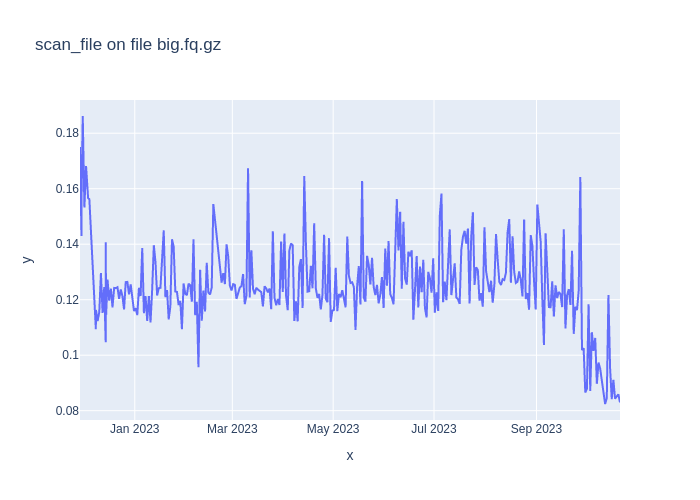 scan_file on file big.fq.gz
0.18
0.16
0.14
0.12
0.1
0.08
y
Jan 2023
Mar 2023
May 2023
Jul 2023
Sep 2023
x